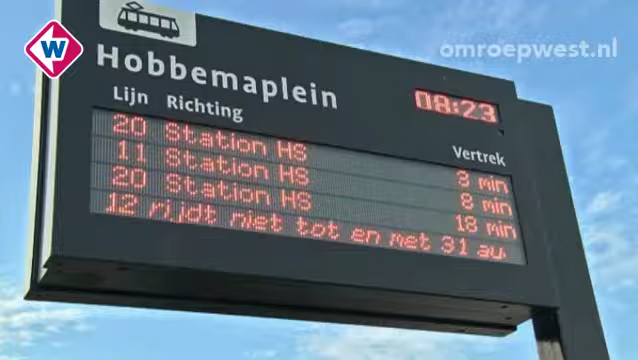 W
omroepwest.nl
Hobbemaplein
08:23
Lijn Richting Vertrek
20 Station HS 3 min
11 Station HS 8 min
20 Station HS 18 min
12 rijdt niet tot en met 31 au